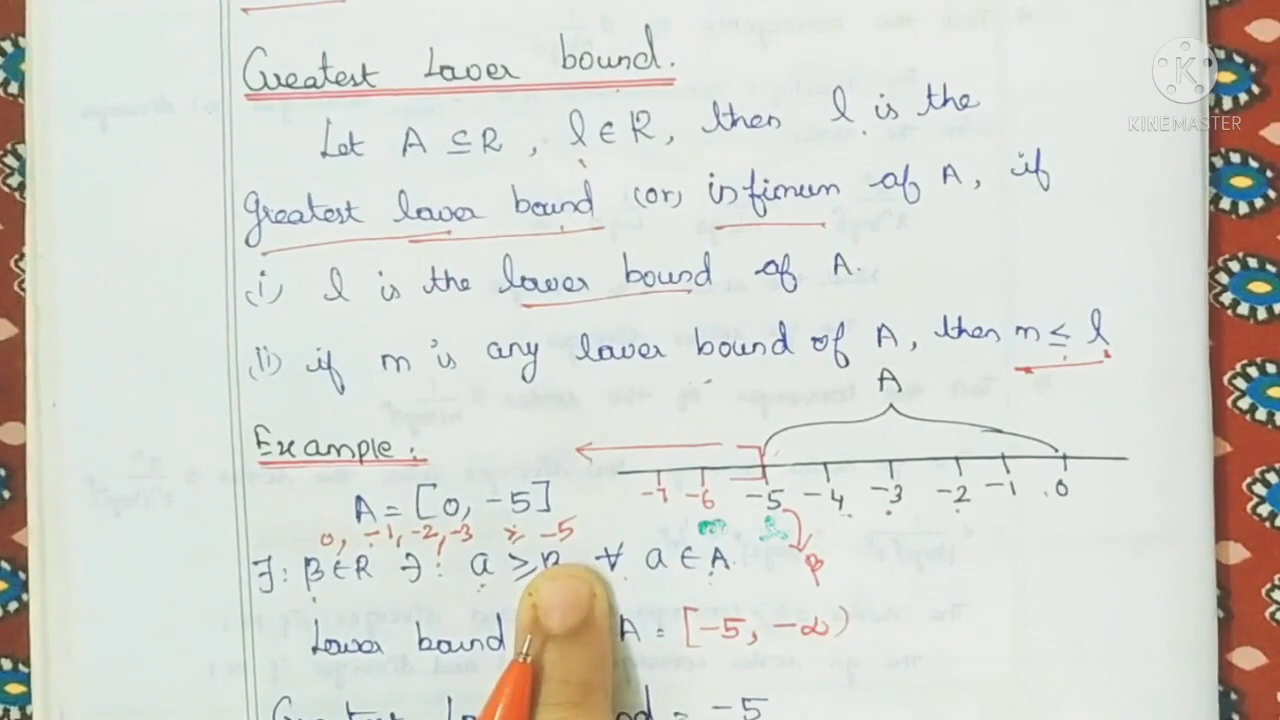 Greatest Lower bound.
Let A ⊆ R, l ∈ R, then l is the
greatest lower bound (or) infimum of A, if
(i) l is the lower bound of A.
(ii) if m is any lower bound of A, then m ≤ l
A
Example:
-7 -6 -5 -4 -3 -2 -1 0
A = [0, -5]
0, -1, -2, -3 ≥ -5
m l
∃: β ∈ R ∋: a ≥ β ∀ a ∈ A.
β
Lower bound A = [-5, -∞)
Greatest = -5
K
KINEMASTER